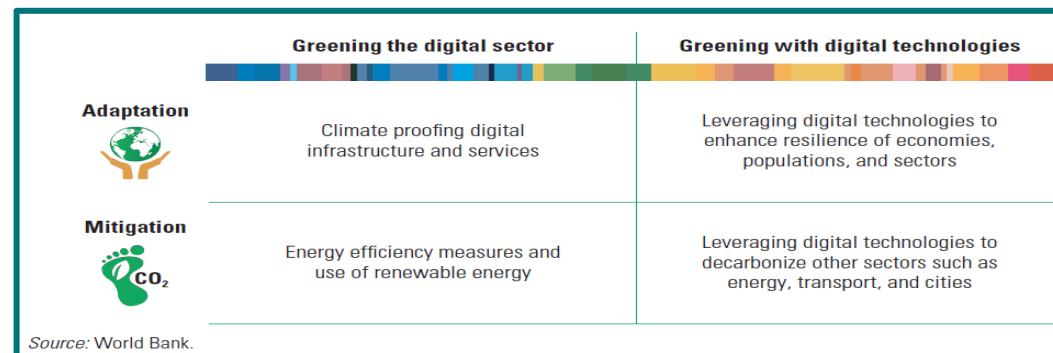 Greening the digital sector
Greening with digital technologies
Adaptation
Climate proofing digital
infrastructure and services
Leveraging digital technologies to
enhance resilience of economies,
populations, and sectors
Mitigation
CO₂
Energy efficiency measures and
use of renewable energy
Leveraging digital technologies to
decarbonize other sectors such as
energy, transport, and cities
Source: World Bank.